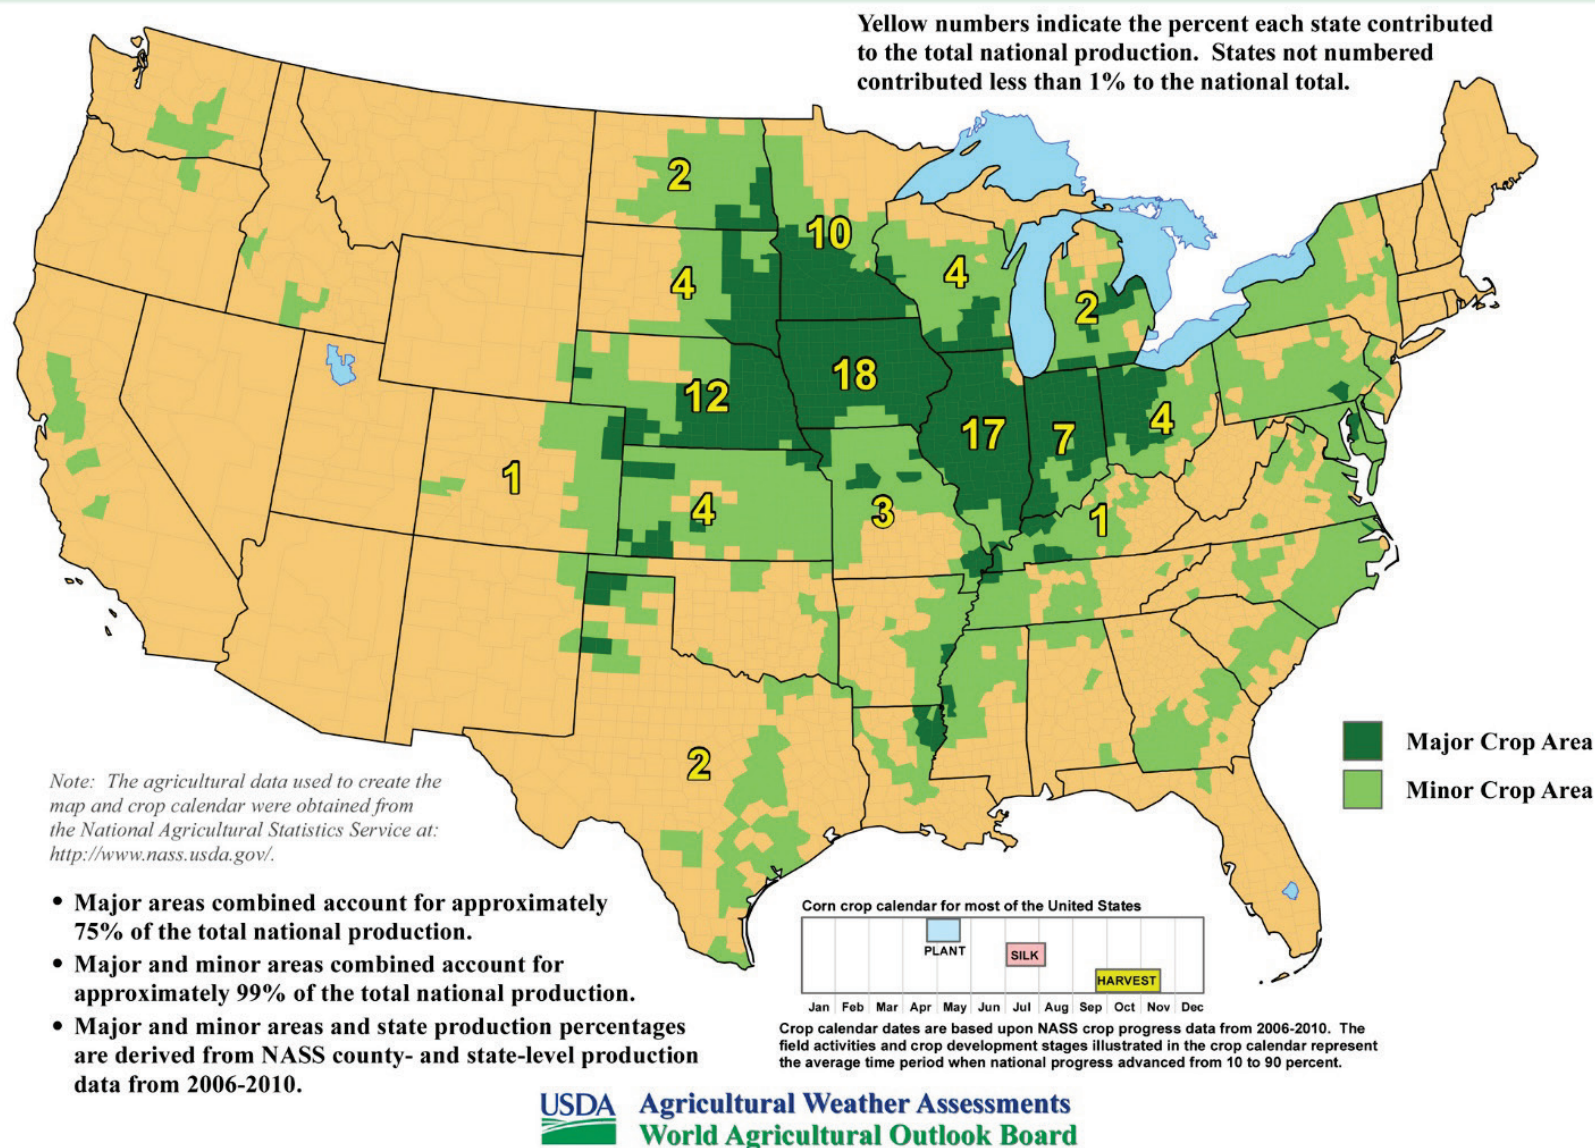 Yellow numbers indicate the percent each state contributed
to the total national production.  States not numbered
contributed less than 1% to the national total.
2
10
4
4
2
18
12
17
7
4
1
4
3
1
2
Major Crop Area
Minor Crop Area
Note:  The agricultural data used to create the
map and crop calendar were obtained from
the National Agricultural Statistics Service at:
http://www.nass.usda.gov/.
• Major areas combined account for approximately
75% of the total national production.
• Major and minor areas combined account for
approximately 99% of the total national production.
• Major and minor areas and state production percentages
are derived from NASS county- and state-level production
data from 2006-2010.
Corn crop calendar for most of the United States
PLANT
SILK
HARVEST
Jan Feb Mar Apr May Jun Jul Aug Sep Oct Nov Dec
Crop calendar dates are based upon NASS crop progress data from 2006-2010.  The
field activities and crop development stages illustrated in the crop calendar represent
the average time period when national progress advanced from 10 to 90 percent.
USDA Agricultural Weather Assessments
World Agricultural Outlook Board